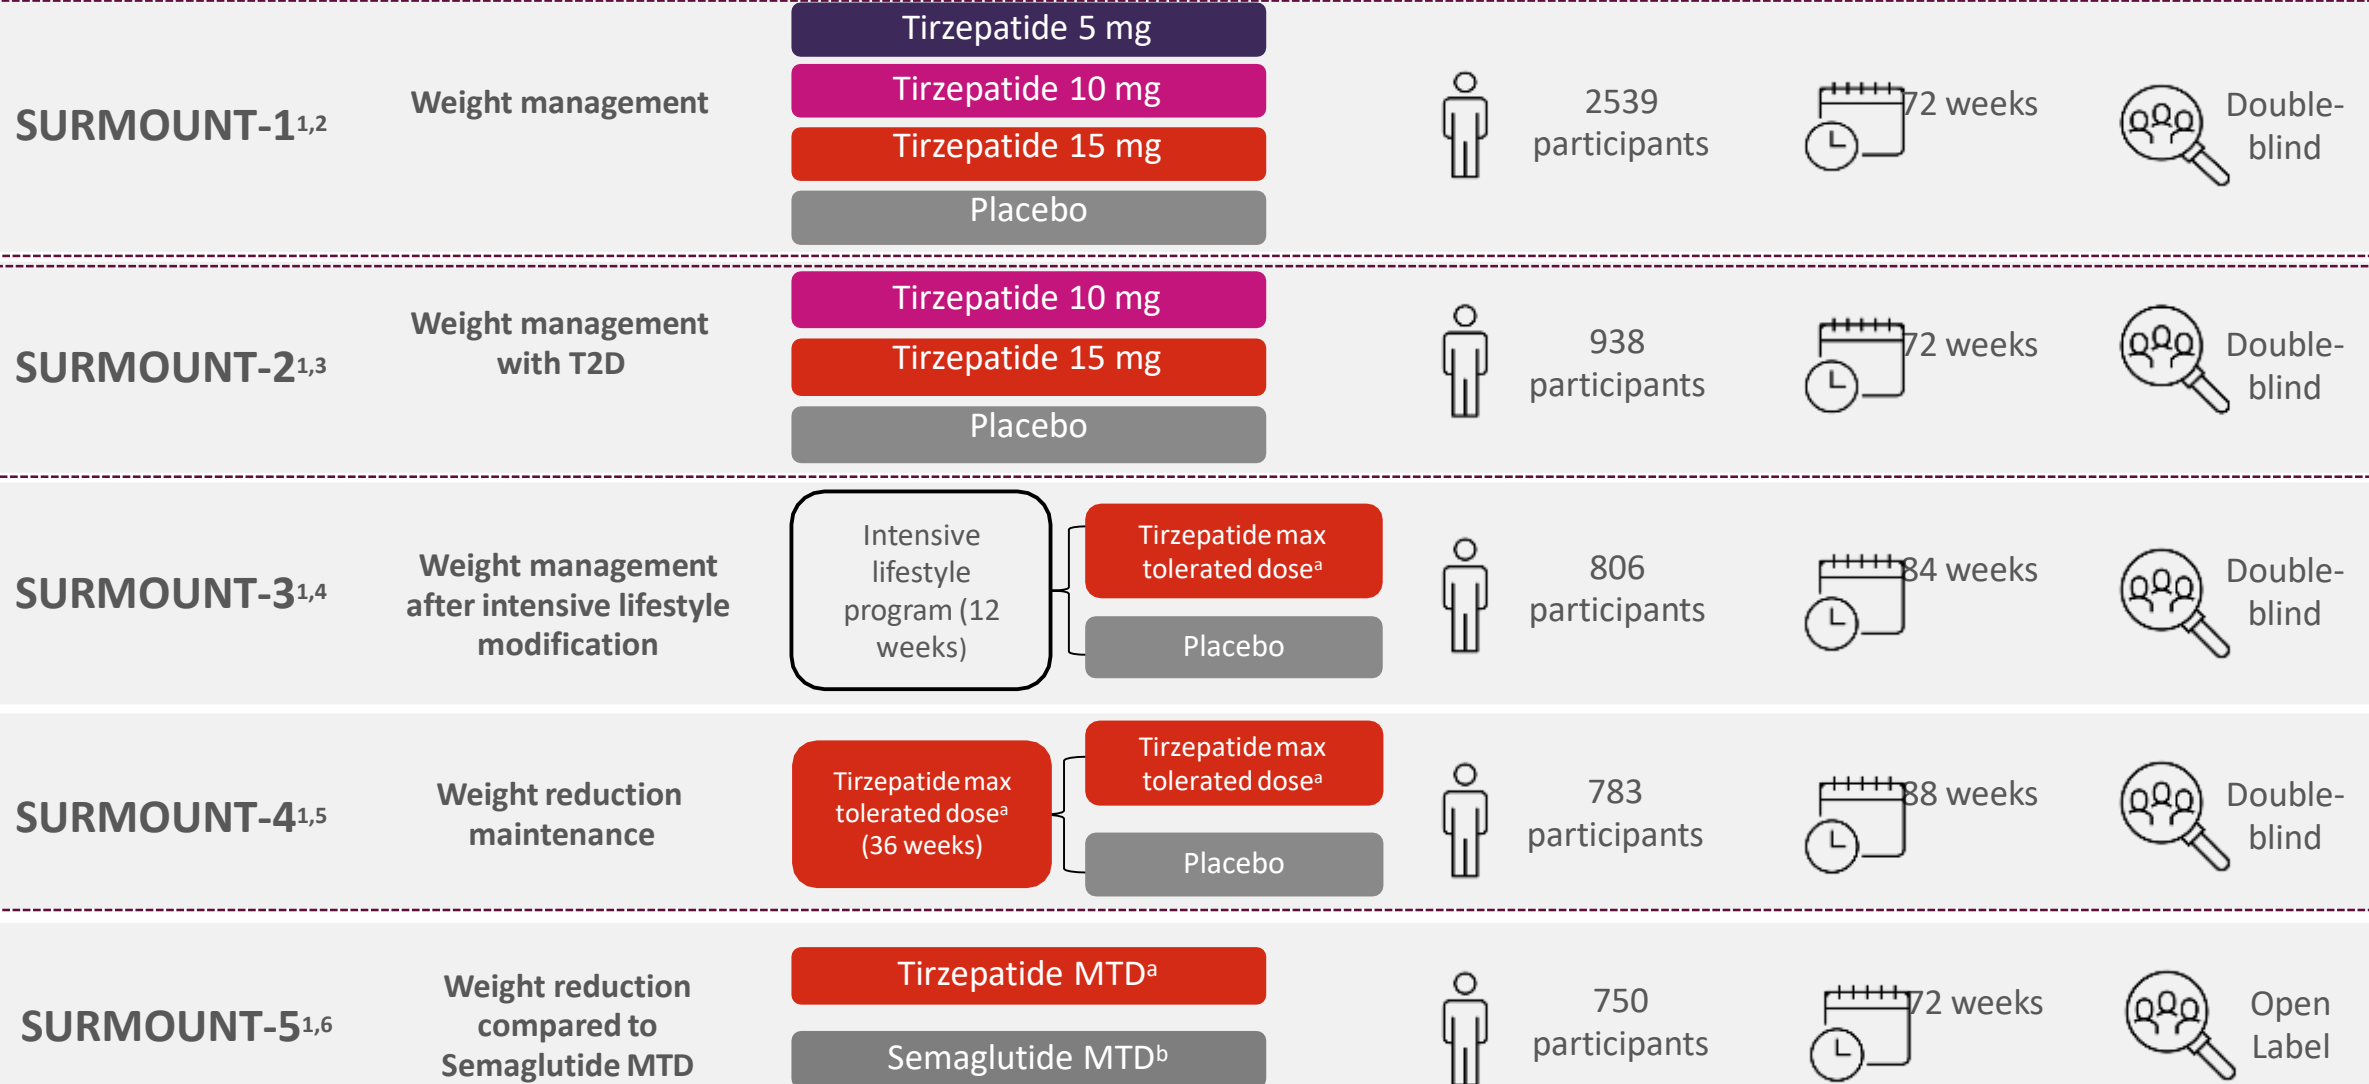 SURMOUNT-1¹,²
Weight management
Tirzepatide 5 mg
Tirzepatide 10 mg
Tirzepatide 15 mg
Placebo
2539
participants
72 weeks
Double-
blind
SURMOUNT-2¹,³
Weight management
with T2D
Tirzepatide 10 mg
Tirzepatide 15 mg
Placebo
938
participants
72 weeks
Double-
blind
SURMOUNT-3¹,⁴
Weight management
after intensive lifestyle
modification
Intensive
lifestyle
program (12
weeks)
Tirzepatide max
tolerated doseᵃ
Placebo
806
participants
84 weeks
Double-
blind
SURMOUNT-4¹,⁵
Weight reduction
maintenance
Tirzepatide max
tolerated doseᵃ
(36 weeks)
Tirzepatide max
tolerated doseᵃ
Placebo
783
participants
88 weeks
Double-
blind
SURMOUNT-5¹,⁶
Weight reduction
compared to
Semaglutide MTD
Tirzepatide MTDᵃ
Semaglutide MTDᵇ
750
participants
72 weeks
Open
Label